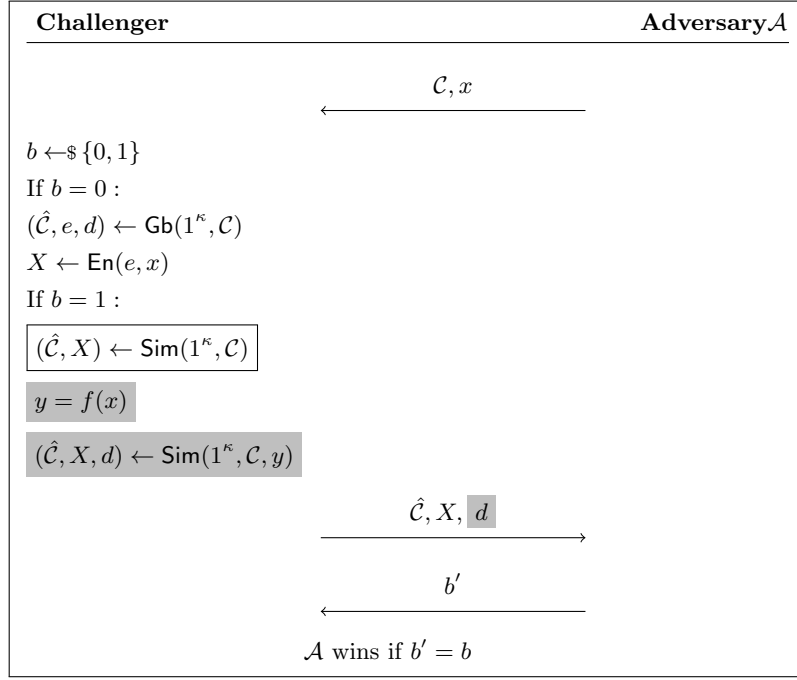 Challenger Adversary𝒜
𝒞, x
b ←$ {0, 1}
If b = 0 :
(𝒞̂, e, d) ← Gb(1^κ, 𝒞)
X ← En(e, x)
If b = 1 :
(𝒞̂, X) ← Sim(1^κ, 𝒞)
y = f(x)
(𝒞̂, X, d) ← Sim(1^κ, 𝒞, y)
𝒞̂, X, d
b′
𝒜 wins if b′ = b